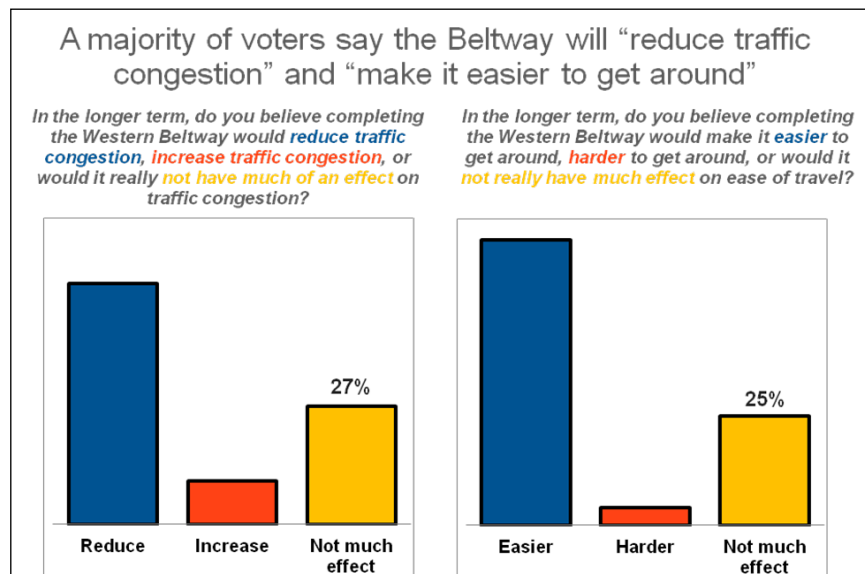 A majority of voters say the Beltway will “reduce traffic
congestion” and “make it easier to get around”
In the longer term, do you believe completing
the Western Beltway would reduce traffic
congestion, increase traffic congestion, or
would it really not have much of an effect on
traffic congestion?
27%
Reduce
Increase
Not much
effect
In the longer term, do you believe completing
the Western Beltway would make it easier to
get around, harder to get around, or would it
not really have much effect on ease of travel?
25%
Easier
Harder
Not much
effect